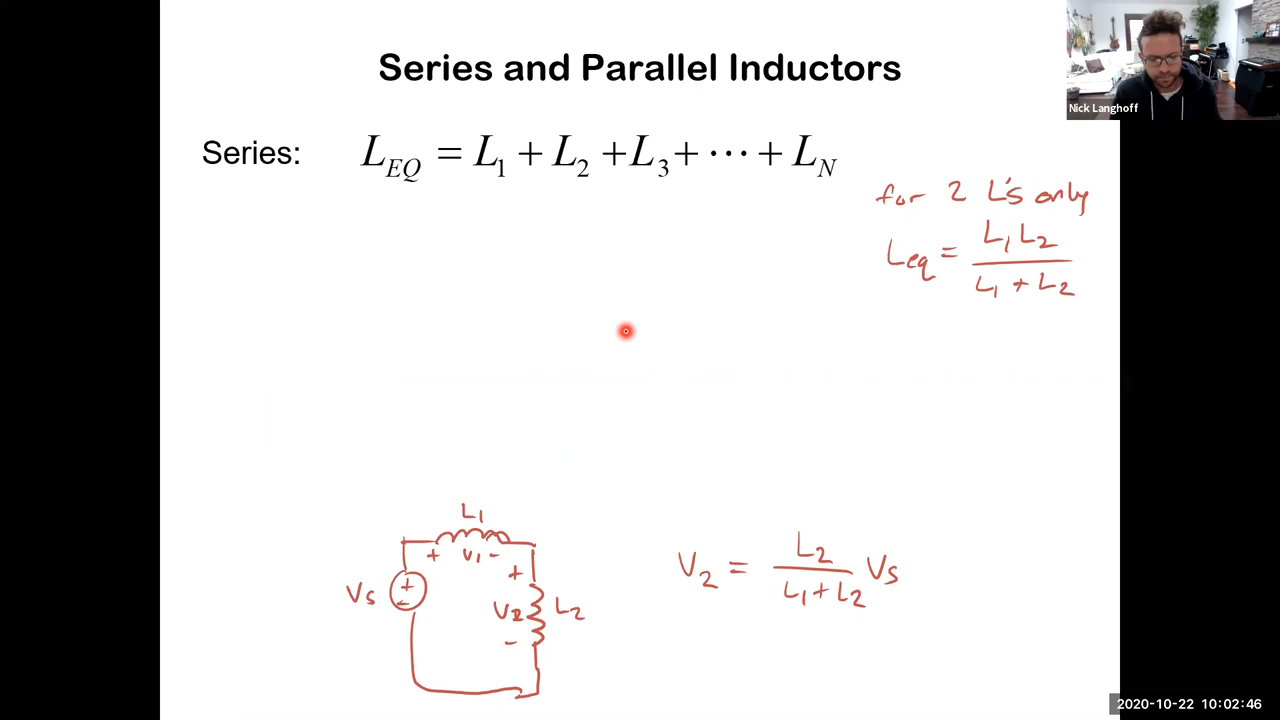 Series and Parallel Inductors
Nick Langhoff
Series: L_EQ = L_1 + L_2 + L_3 + ⋯ + L_N
for 2 L's only
Leq = L1 L2 / L1 + L2
L1
+ V1 -
+
Vs + -
V2 L2
-
V2 = L2 / L1 + L2 Vs
2020-10-22 10:02:46